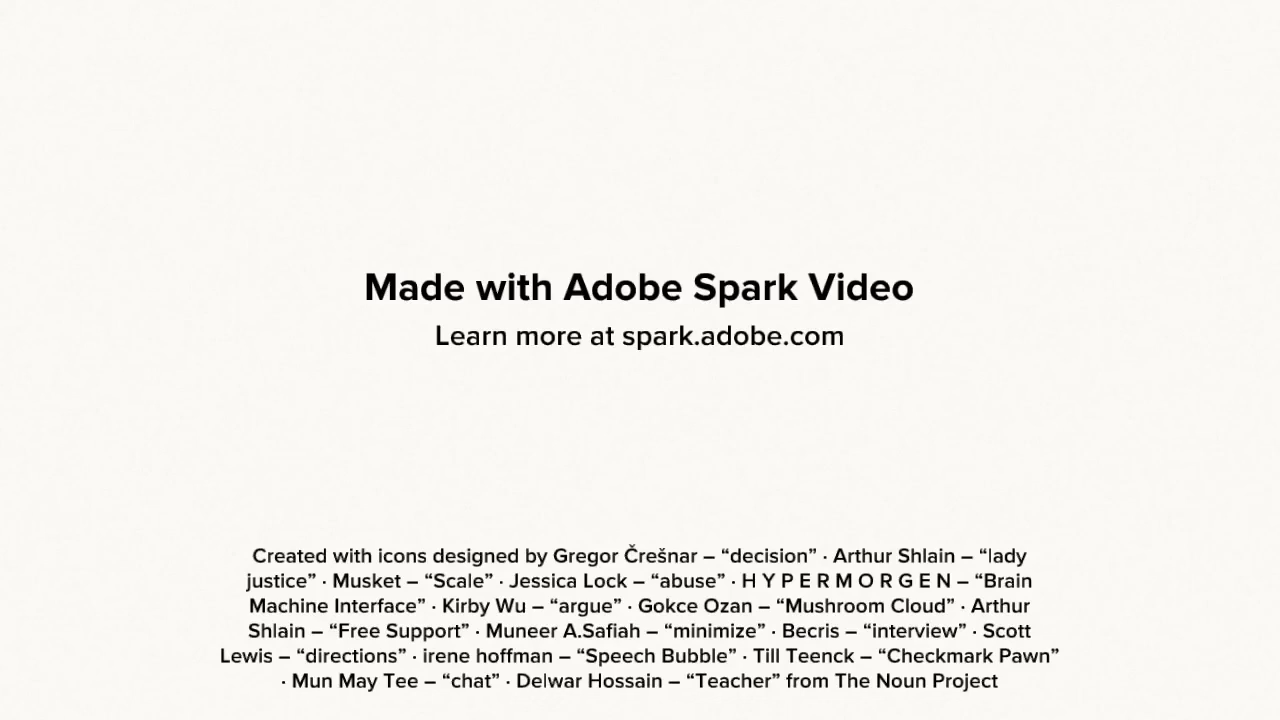 Made with Adobe Spark Video
Learn more at spark.adobe.com
Created with icons designed by Gregor Črešnar – “decision” · Arthur Shlain – “lady
justice” · Musket – “Scale” · Jessica Lock – “abuse” · H Y P E R M O R G E N – “Brain
Machine Interface” · Kirby Wu – “argue” · Gokce Ozan – “Mushroom Cloud” · Arthur
Shlain – “Free Support” · Muneer A.Safiah – “minimize” · Becris – “interview” · Scott
Lewis – “directions” · irene hoffman – “Speech Bubble” · Till Teenck – “Checkmark Pawn”
· Mun May Tee – “chat” · Delwar Hossain – “Teacher” from The Noun Project